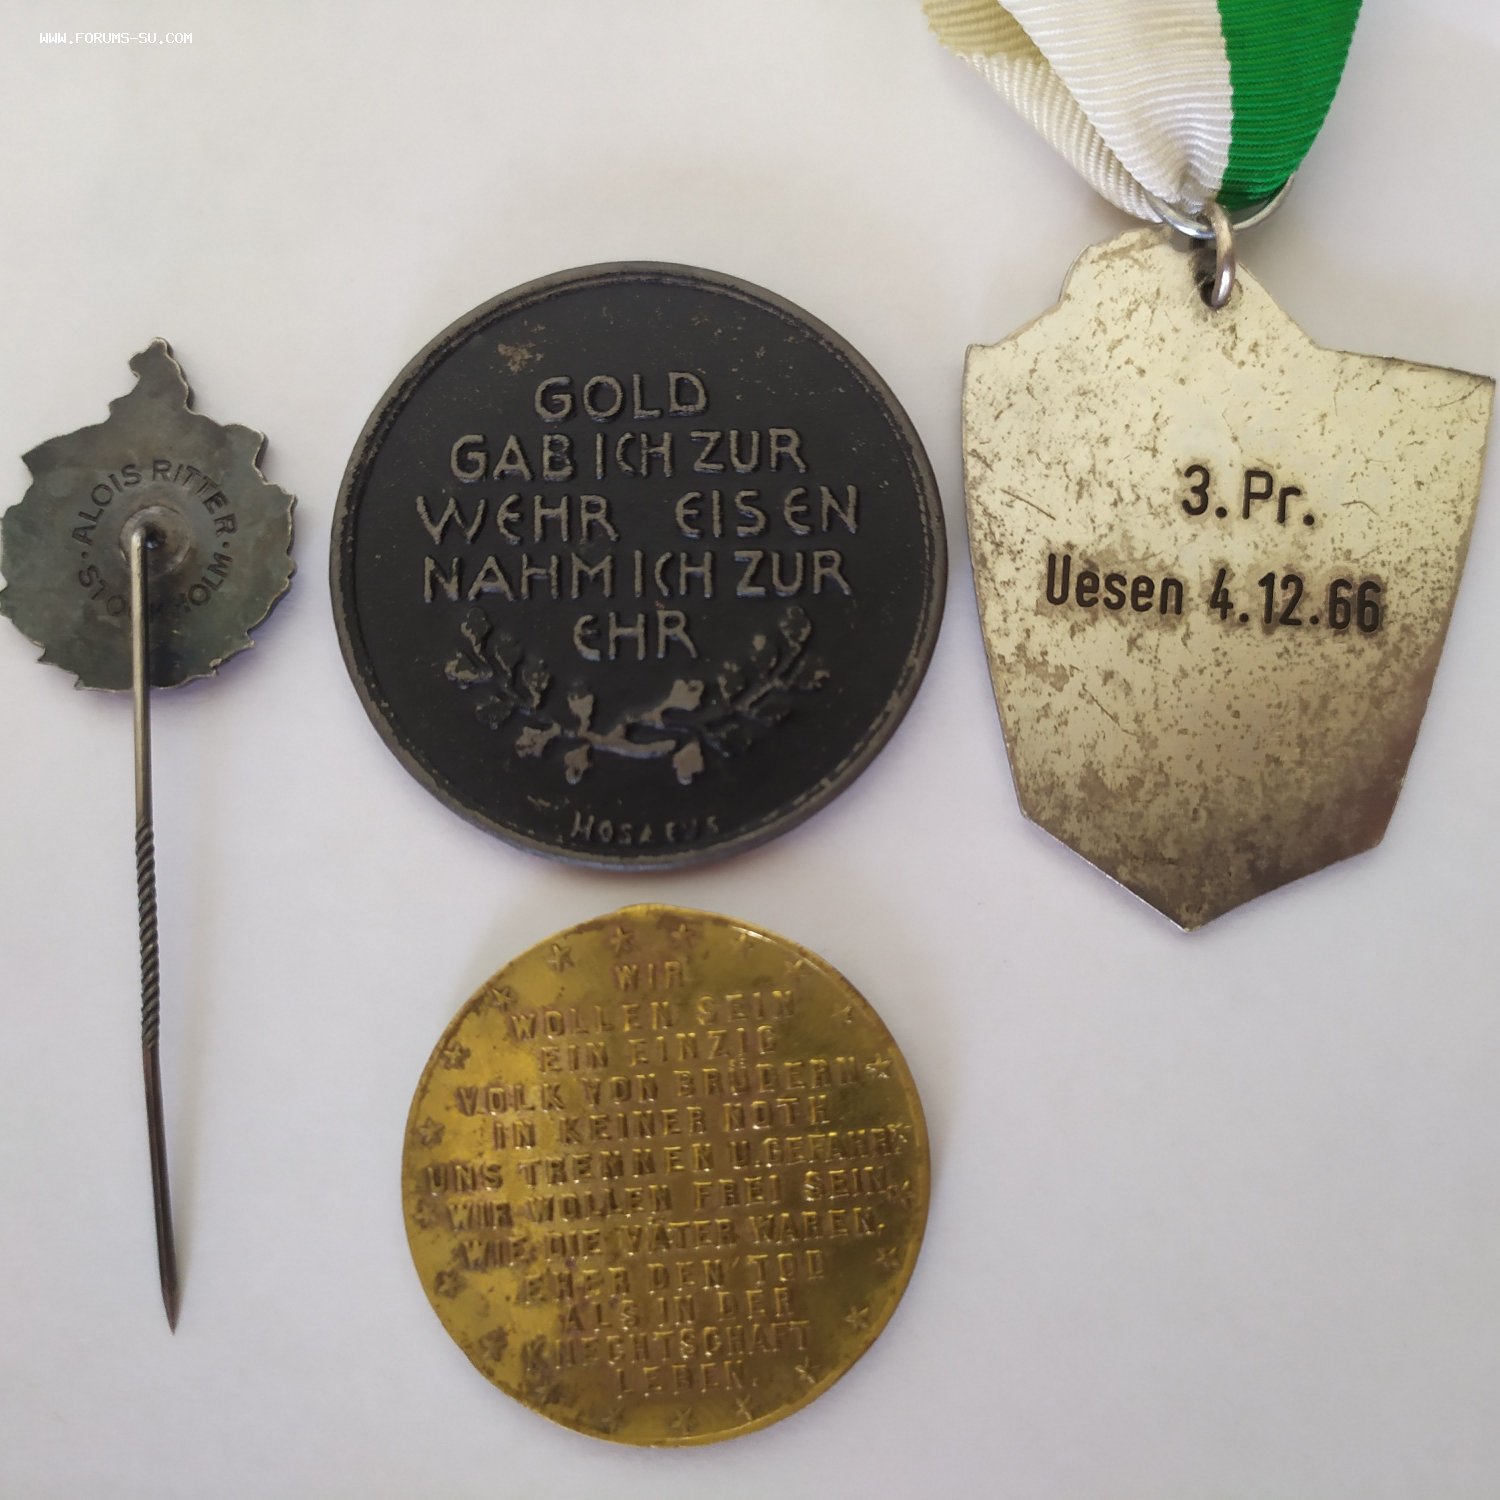 WWW.FORUMS-SU.COM
·ALOIS RITTER·
GOLD
GAB ICH ZUR
WEHR EISEN
NAHM ICH ZUR
EHR
HOSAEUS
3. Pr.
Uesen 4.12.66
WIR
WOLLEN SEIN
EIN EINZIG
VOLK VON BRÜDERN
IN KEINER NOTH
UNS TRENNEN U. GEFAHR.
WIR WOLLEN FREI SEIN
WIE DIE VÄTER WAREN.
EHER DEN TOD
ALS IN DER
KNECHTSCHAFT
LEBEN.